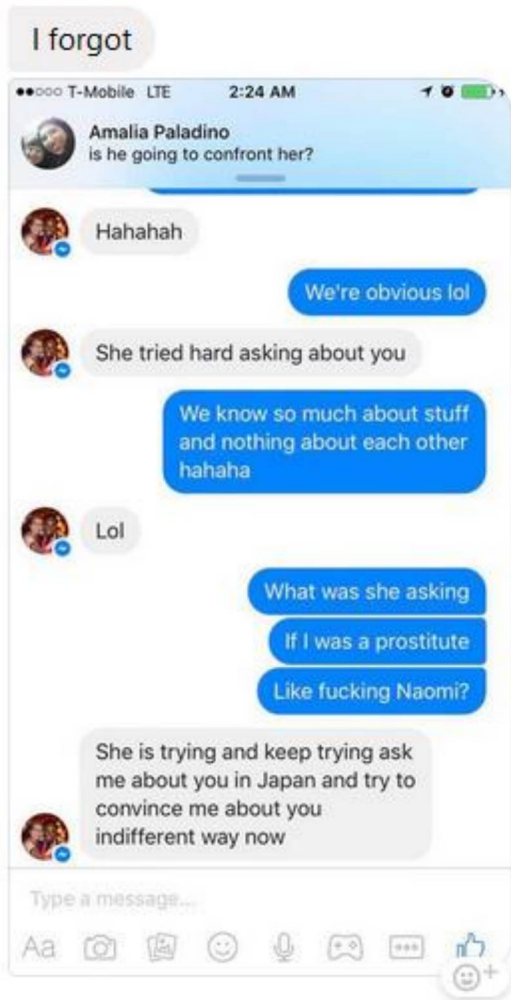 I forgot
T-Mobile LTE 2:24 AM
Amalia Paladino
is he going to confront her?
Hahahah
We're obvious lol
She tried hard asking about you
We know so much about stuff
and nothing about each other
hahaha
Lol
What was she asking
If I was a prostitute
Like fucking Naomi?
She is trying and keep trying ask
me about you in Japan and try to
convince me about you
indifferent way now
Type a message...
Aa